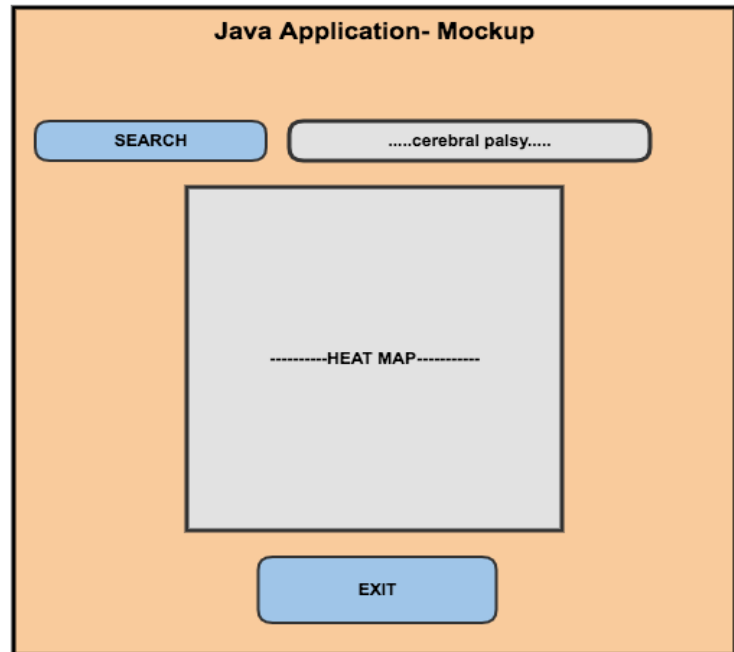 Java Application- Mockup
SEARCH
.....cerebral palsy.....
----------HEAT MAP-----------
EXIT